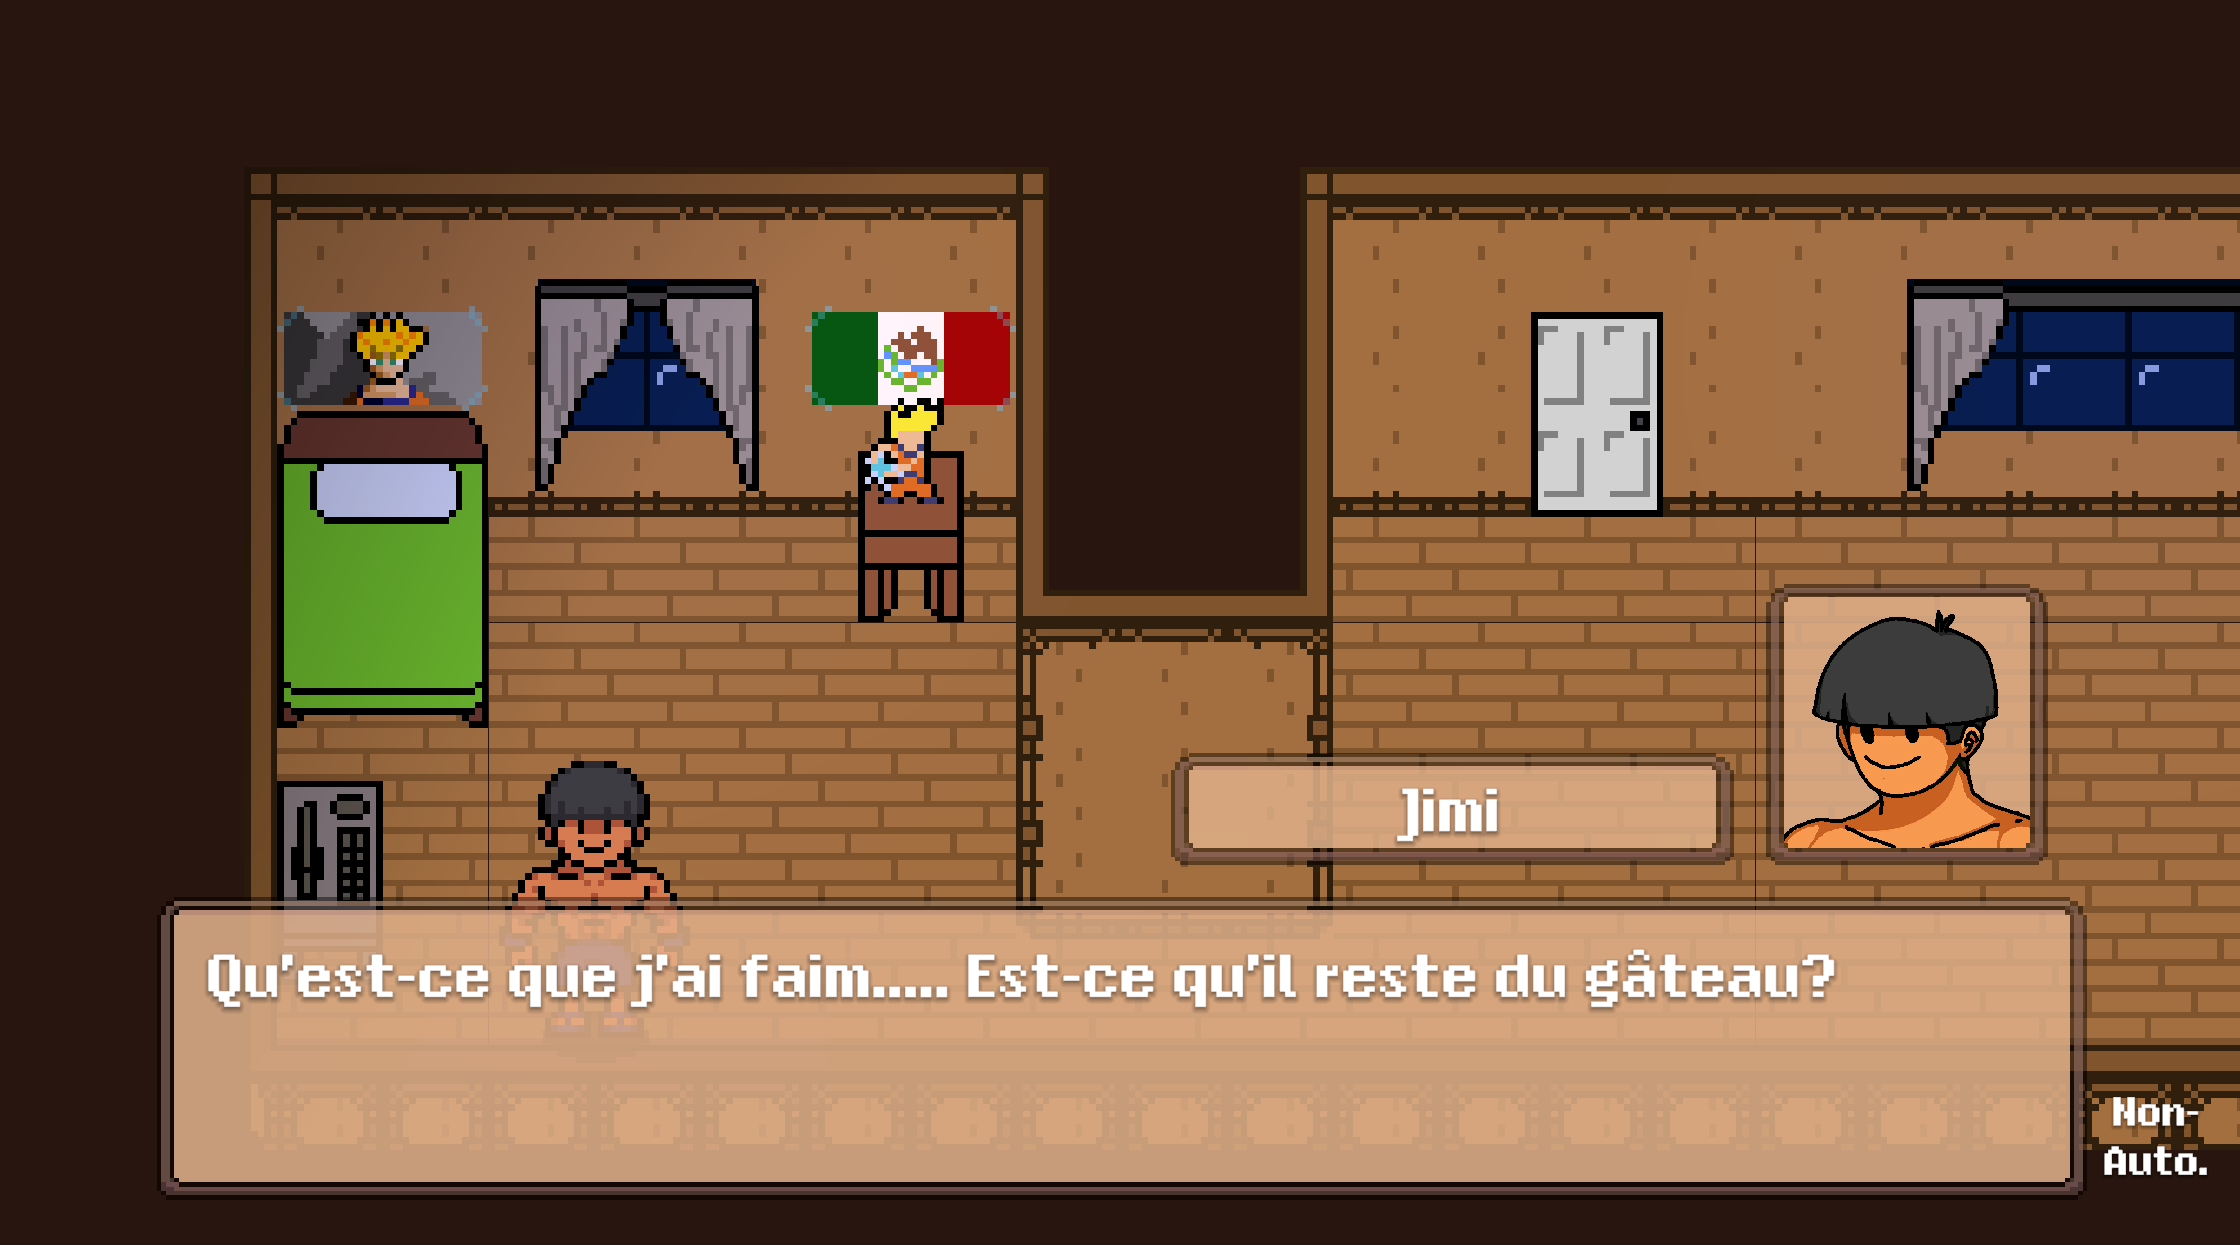 Jimi
Qu'est-ce que j'ai faim..... Est-ce qu'il reste du gâteau?
Non-
Auto.